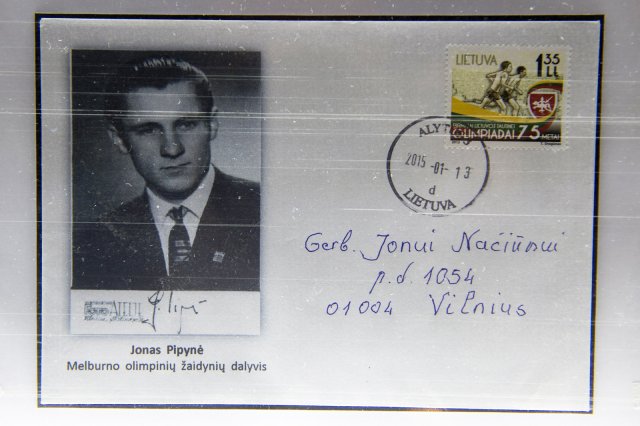 LIETUVA 1 35 Lt
OLIMPIADAI 75 METAI
ALYTUS
2015 -01- 13
d
LIETUVA
Gerb. Jonui Načiūnui
p.d. 1054
01004 Vilnius
Jonas Pipynė
Melburno olimpinių žaidynių dalyvis